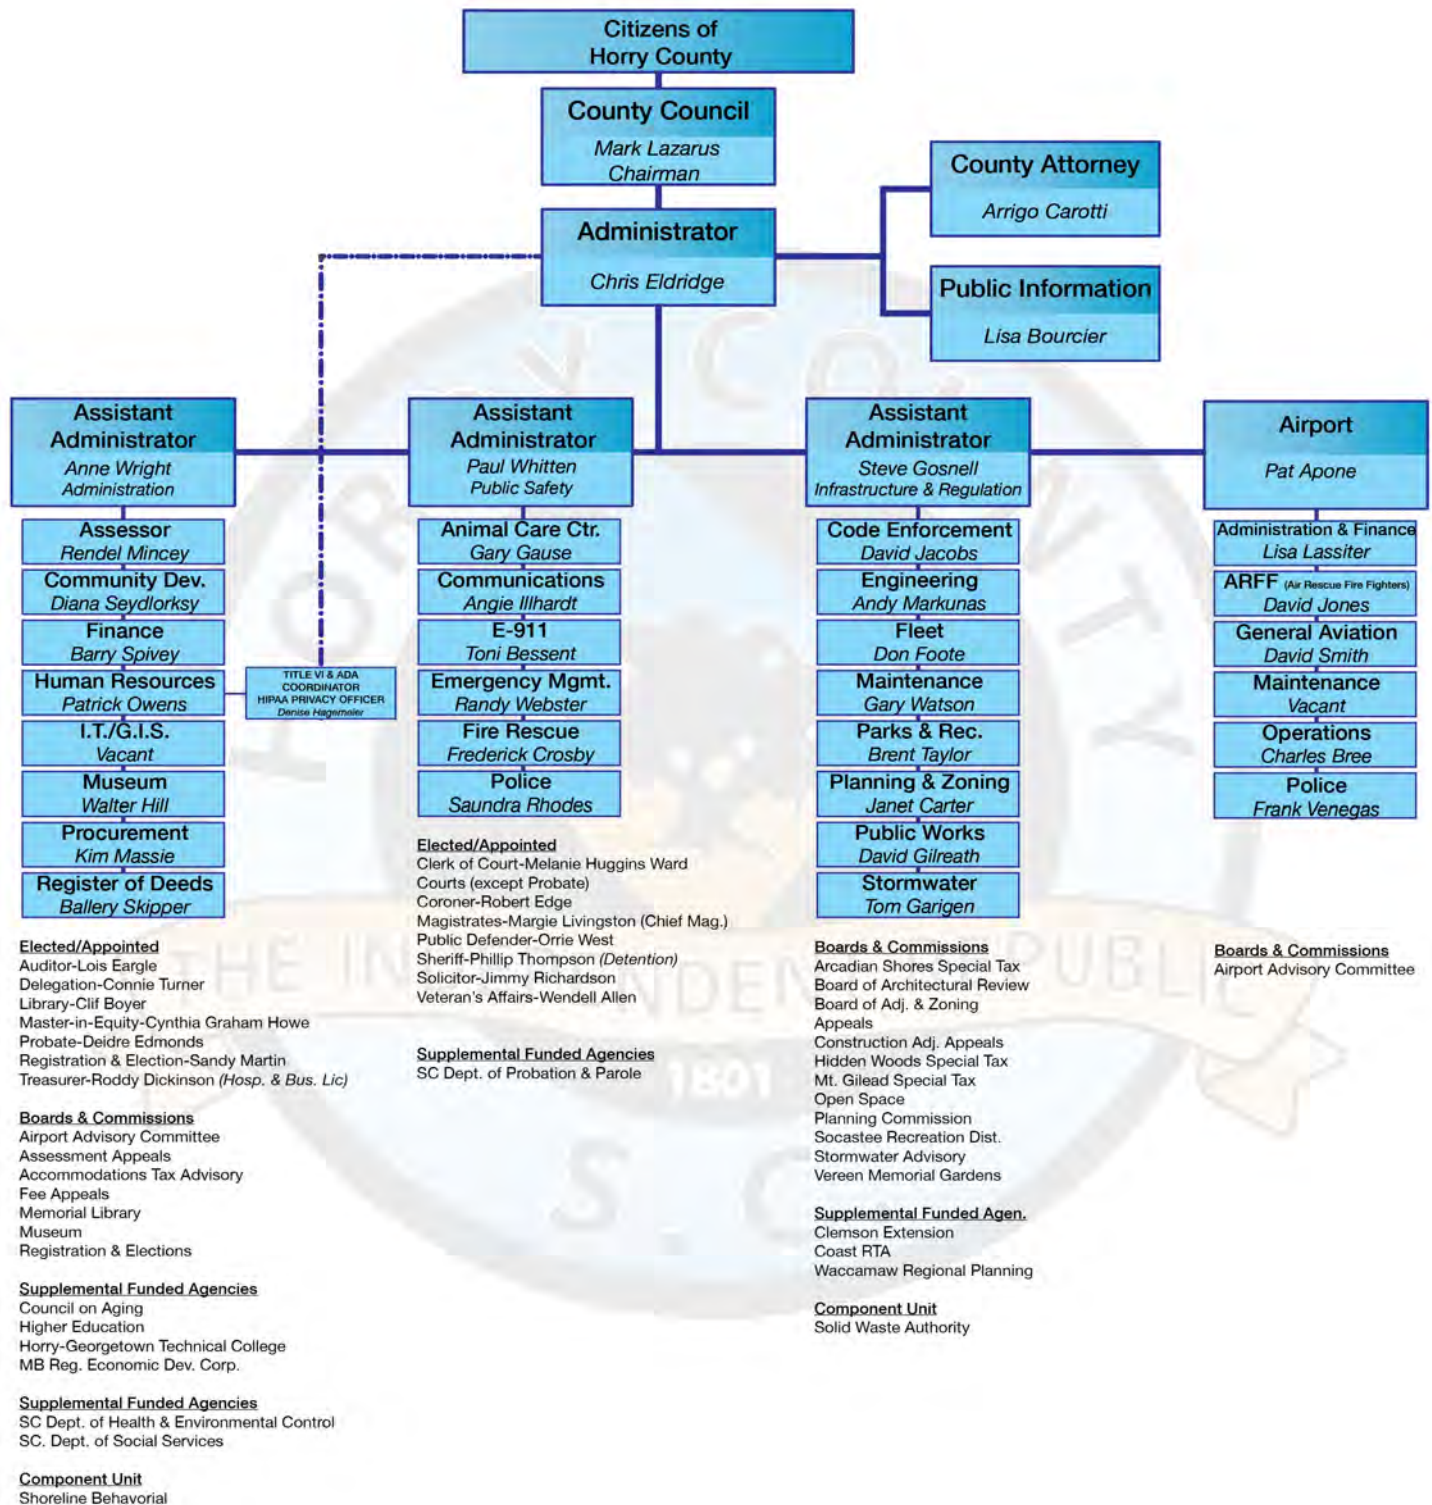 Citizens of
Horry County
County Council
Mark Lazarus
Chairman
County Attorney
Arrigo Carotti
Administrator
Chris Eldridge
Public Information
Lisa Bourcier
Assistant
Administrator
Anne Wright
Administration
Assessor
Rendel Mincey
Community Dev.
Diana Seydlorksy
Finance
Barry Spivey
Human Resources
Patrick Owens
TITLE VI & ADA
COORDINATOR
HIPAA PRIVACY OFFICER
Denise Hagemeier
I.T./G.I.S.
Vacant
Museum
Walter Hill
Procurement
Kim Massie
Register of Deeds
Ballery Skipper
Elected/Appointed
Auditor-Lois Eargle
Delegation-Connie Turner
Library-Clif Boyer
Master-in-Equity-Cynthia Graham Howe
Probate-Deidre Edmonds
Registration & Election-Sandy Martin
Treasurer-Roddy Dickinson (Hosp. & Bus. Lic)
Boards & Commissions
Airport Advisory Committee
Assessment Appeals
Accommodations Tax Advisory
Fee Appeals
Memorial Library
Museum
Registration & Elections
Supplemental Funded Agencies
Council on Aging
Higher Education
Horry-Georgetown Technical College
MB Reg. Economic Dev. Corp.
Supplemental Funded Agencies
SC Dept. of Health & Environmental Control
SC. Dept. of Social Services
Component Unit
Shoreline Behavorial
Assistant
Administrator
Paul Whitten
Public Safety
Animal Care Ctr.
Gary Gause
Communications
Angie Illhardt
E-911
Toni Bessent
Emergency Mgmt.
Randy Webster
Fire Rescue
Frederick Crosby
Police
Saundra Rhodes
Elected/Appointed
Clerk of Court-Melanie Huggins Ward
Courts (except Probate)
Coroner-Robert Edge
Magistrates-Margie Livingston (Chief Mag.)
Public Defender-Orrie West
Sheriff-Phillip Thompson (Detention)
Solicitor-Jimmy Richardson
Veteran's Affairs-Wendell Allen
Supplemental Funded Agencies
SC Dept. of Probation & Parole
Assistant
Administrator
Steve Gosnell
Infrastructure & Regulation
Code Enforcement
David Jacobs
Engineering
Andy Markunas
Fleet
Don Foote
Maintenance
Gary Watson
Parks & Rec.
Brent Taylor
Planning & Zoning
Janet Carter
Public Works
David Gilreath
Stormwater
Tom Garigen
Boards & Commissions
Arcadian Shores Special Tax
Board of Architectural Review
Board of Adj. & Zoning
Appeals
Construction Adj. Appeals
Hidden Woods Special Tax
Mt. Gilead Special Tax
Open Space
Planning Commission
Socastee Recreation Dist.
Stormwater Advisory
Vereen Memorial Gardens
Supplemental Funded Agen.
Clemson Extension
Coast RTA
Waccamaw Regional Planning
Component Unit
Solid Waste Authority
Airport
Pat Apone
Administration & Finance
Lisa Lassiter
ARFF (Air Rescue Fire Fighters)
David Jones
General Aviation
David Smith
Maintenance
Vacant
Operations
Charles Bree
Police
Frank Venegas
Boards & Commissions
Airport Advisory Committee
HORRY COUNTY
1801
S.C.